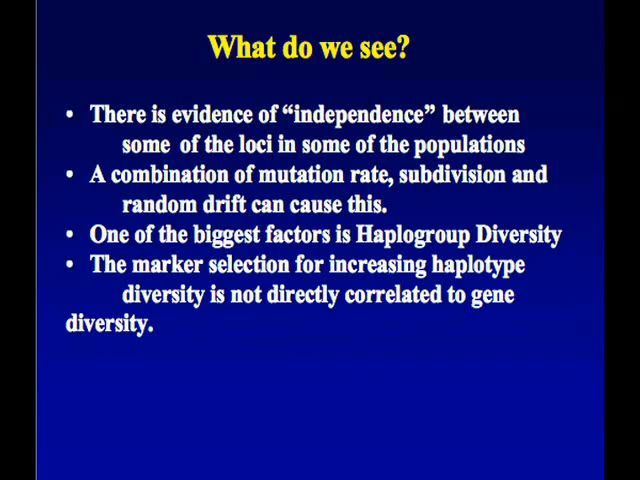 What do we see?
• There is evidence of “independence” between
some of the loci in some of the populations
• A combination of mutation rate, subdivision and
random drift can cause this.
• One of the biggest factors is Haplogroup Diversity
• The marker selection for increasing haplotype
diversity is not directly correlated to gene
diversity.